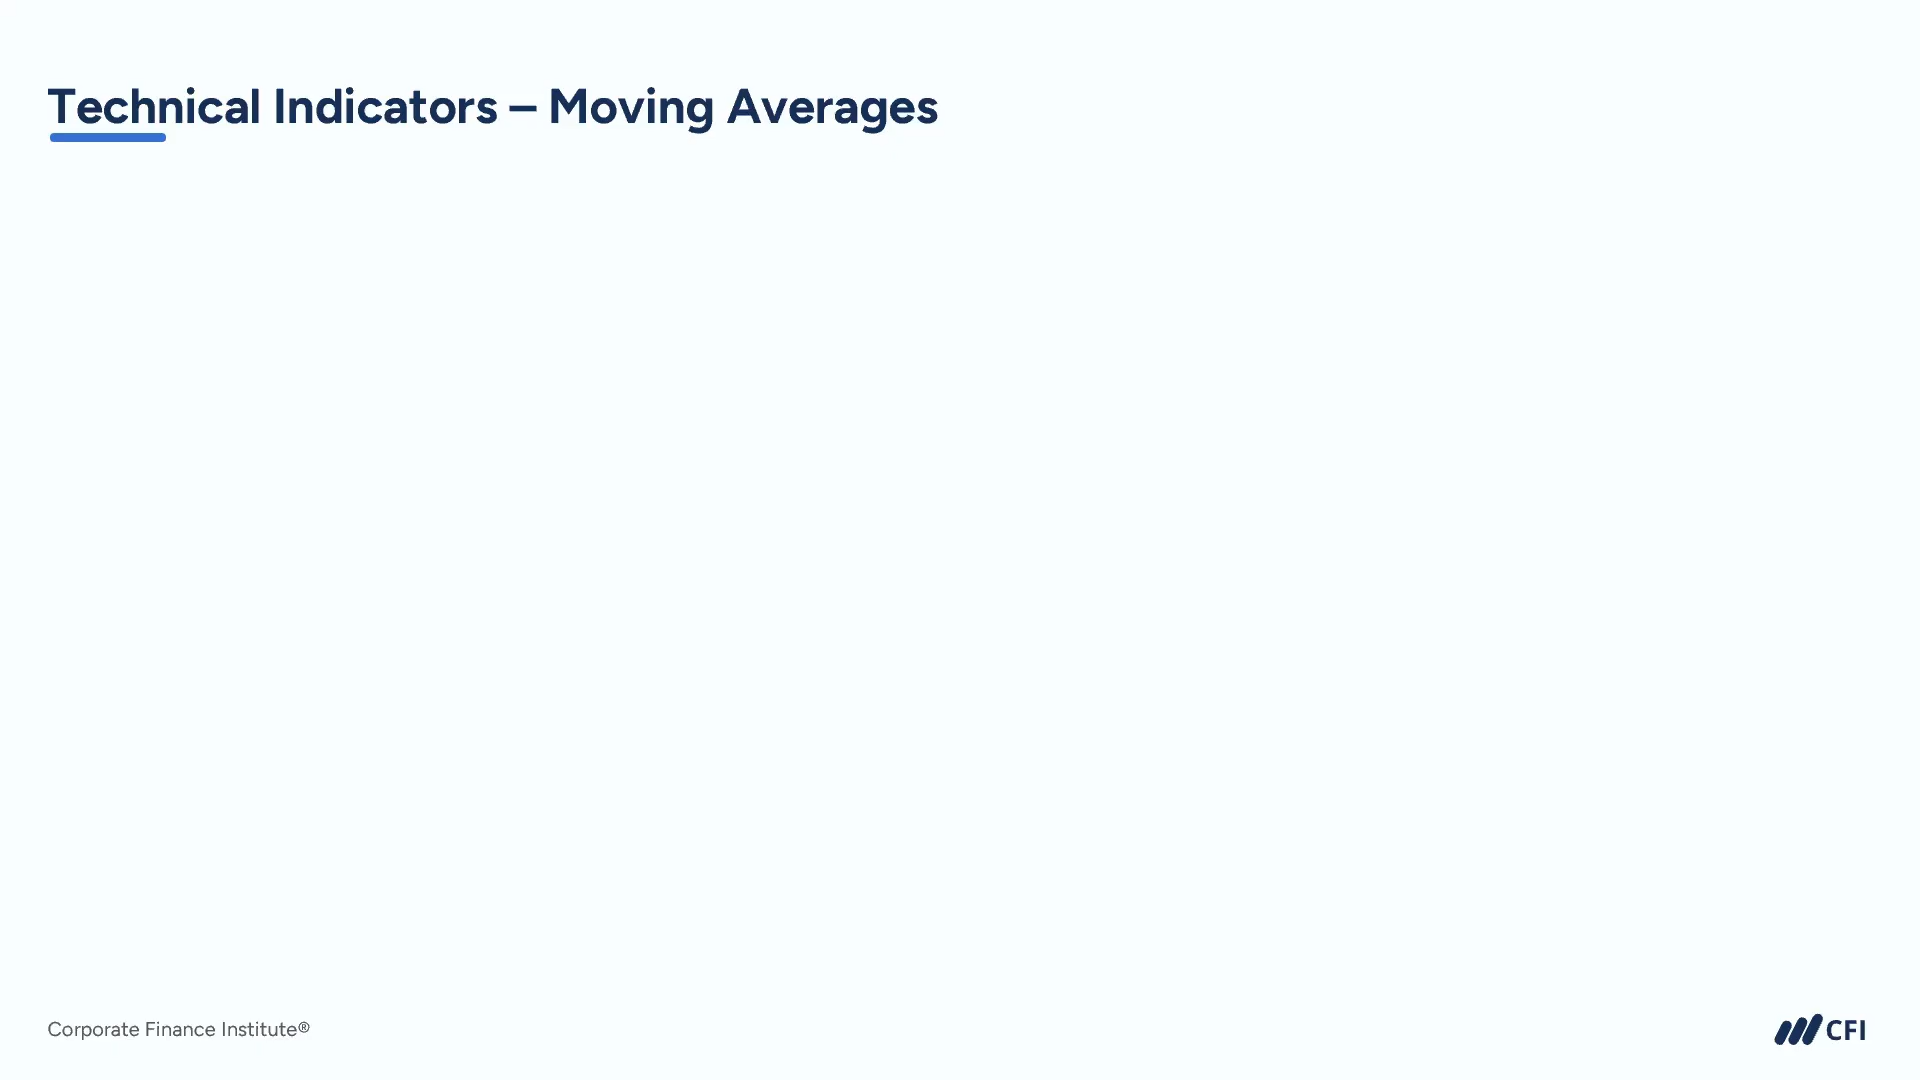 Technical Indicators – Moving Averages
Corporate Finance Institute®
CFI